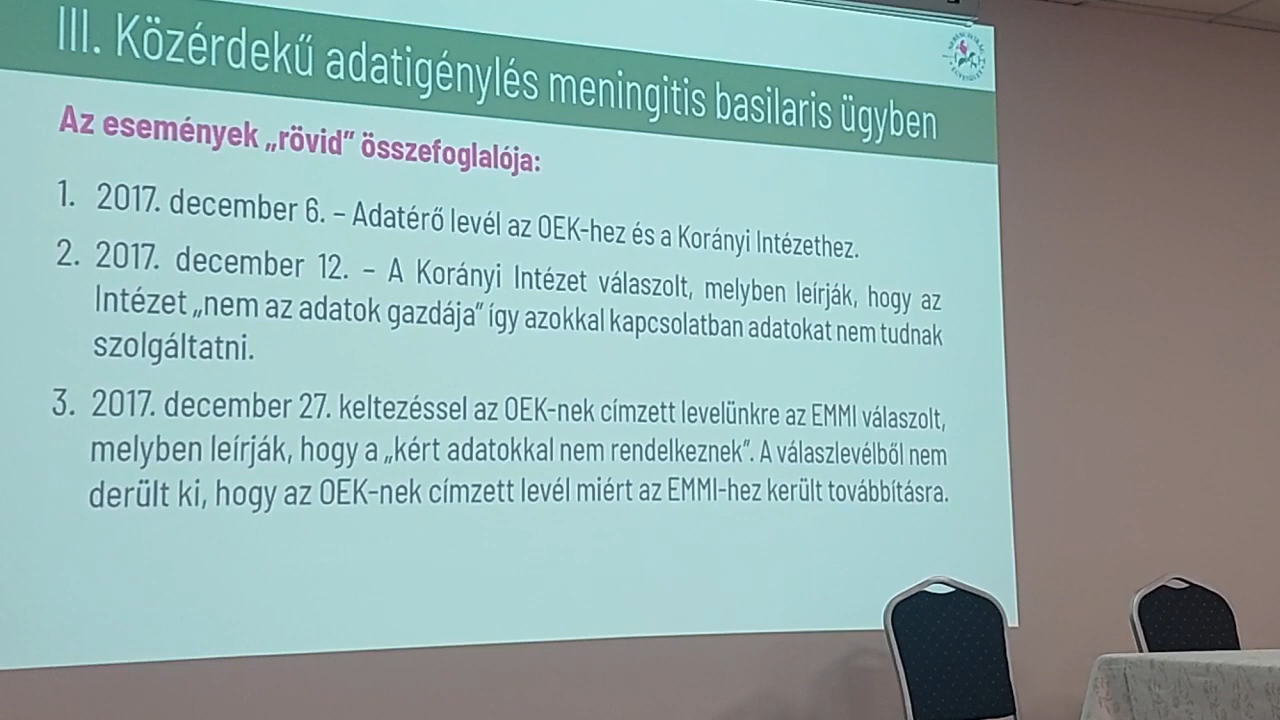 III. Közérdekű adatigénylés meningitis basilaris ügyben
Az események „rövid” összefoglalója:
1. 2017. december 6. – Adatérő levél az OEK-hez és a Korányi Intézethez.
2. 2017. december 12. – A Korányi Intézet válaszolt, melyben leírják, hogy az
Intézet „nem az adatok gazdája” így azokkal kapcsolatban adatokat nem tudnak
szolgáltatni.
3. 2017. december 27. keltezéssel az OEK-nek címzett levelünkre az EMMI válaszolt,
melyben leírják, hogy a „kért adatokkal nem rendelkeznek”. A válaszlevélből nem
derült ki, hogy az OEK-nek címzett levél miért az EMMI-hez került továbbításra.